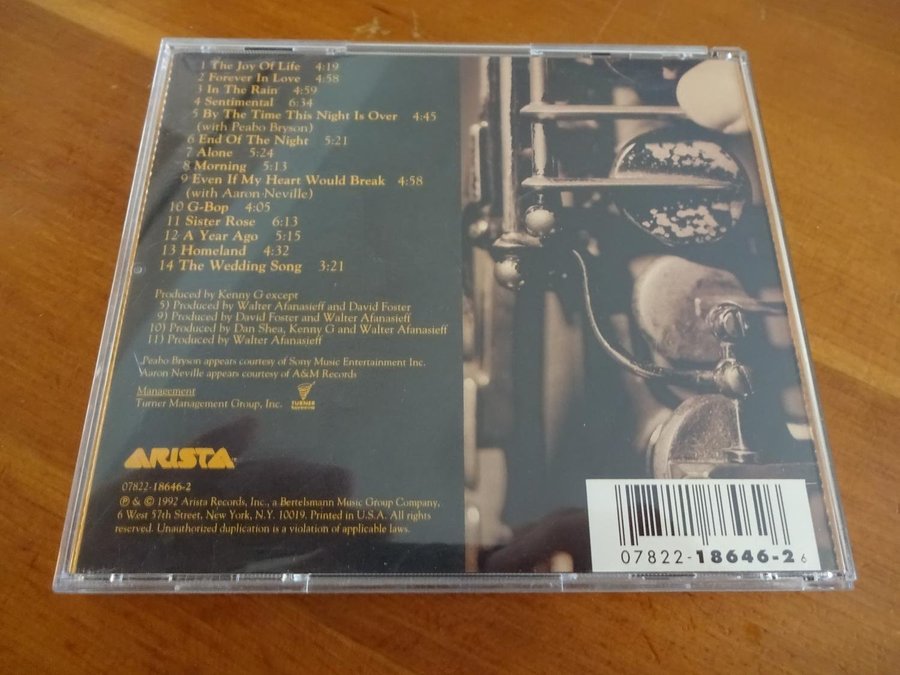 1 The Joy Of Life 4:19
2 Forever In Love 4:58
3 In The Rain 4:59
4 Sentimental 6:34
5 By The Time This Night Is Over 4:45
(with Peabo Bryson)
6 End Of The Night 5:21
7 Alone 5:24
8 Morning 5:13
9 Even If My Heart Would Break 4:58
(with Aaron Neville)
10 G-Bop 4:05
11 Sister Rose 6:13
12 A Year Ago 5:15
13 Homeland 4:32
14 The Wedding Song 3:21
Produced by Kenny G except
5) Produced by Walter Afanasieff and David Foster
9) Produced by David Foster and Walter Afanasieff
10) Produced by Dan Shea, Kenny G and Walter Afanasieff
11) Produced by Walter Afanasieff
Peabo Bryson appears courtesy of Sony Music Entertainment Inc.
Aaron Neville appears courtesy of A&M Records
Management
Turner Management Group, Inc. TURNER
ARISTA
07822-18646-2
℗ & © 1992 Arista Records, Inc., a Bertelsmann Music Group Company,
6 West 57th Street, New York, N.Y. 10019. Printed in U.S.A. All rights
reserved. Unauthorized duplication is a violation of applicable laws.
07822-18646-2 6